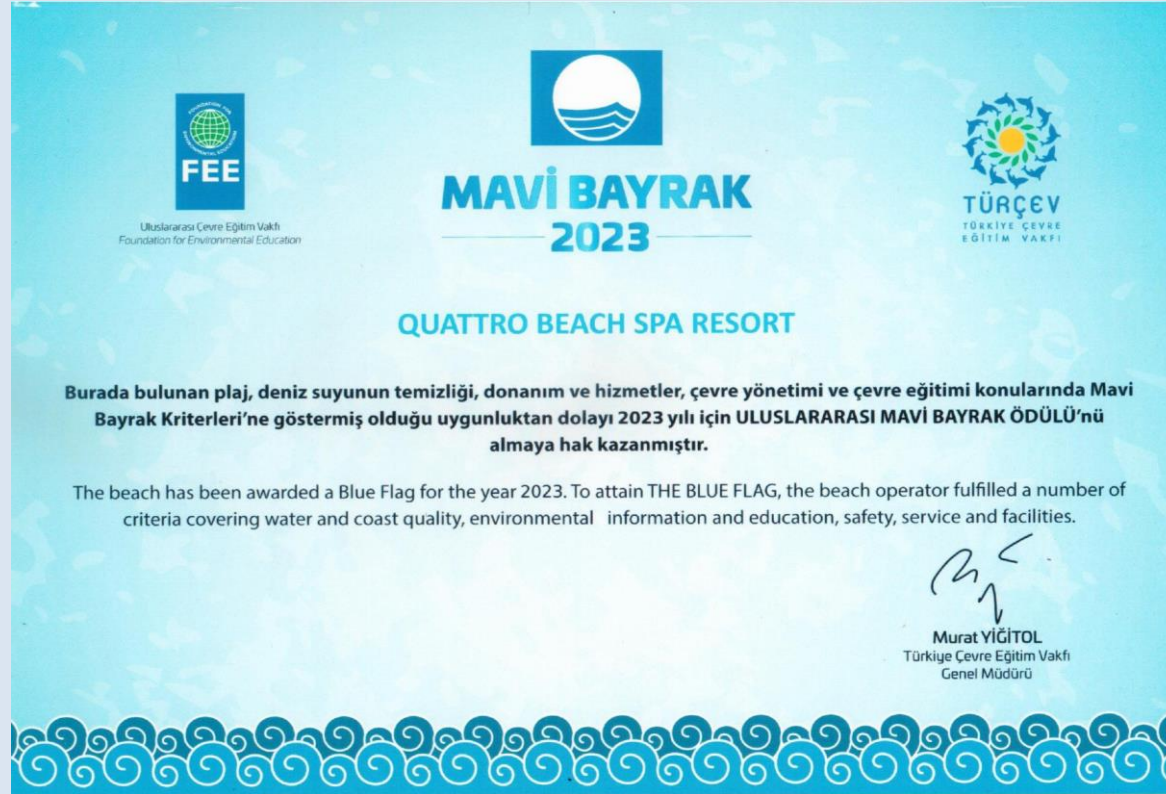 FOUNDATION FOR ENVIRONMENTAL EDUCATION
FEE
Uluslararası Çevre Eğitim Vakfı
Foundation for Environmental Education
MAVİ BAYRAK
2023
TÜRÇEV
TÜRKİYE ÇEVRE
EĞİTİM VAKFI
QUATTRO BEACH SPA RESORT
Burada bulunan plaj, deniz suyunun temizliği, donanım ve hizmetler, çevre yönetimi ve çevre eğitimi konularında Mavi
Bayrak Kriterleri’ne göstermiş olduğu uygunluktan dolayı 2023 yılı için ULUSLARARASI MAVİ BAYRAK ÖDÜLÜ’nü
almaya hak kazanmıştır.
The beach has been awarded a Blue Flag for the year 2023. To attain THE BLUE FLAG, the beach operator fulfilled a number of
criteria covering water and coast quality, environmental information and education, safety, service and facilities.
Murat YİĞİTOL
Türkiye Çevre Eğitim Vakfı
Genel Müdürü